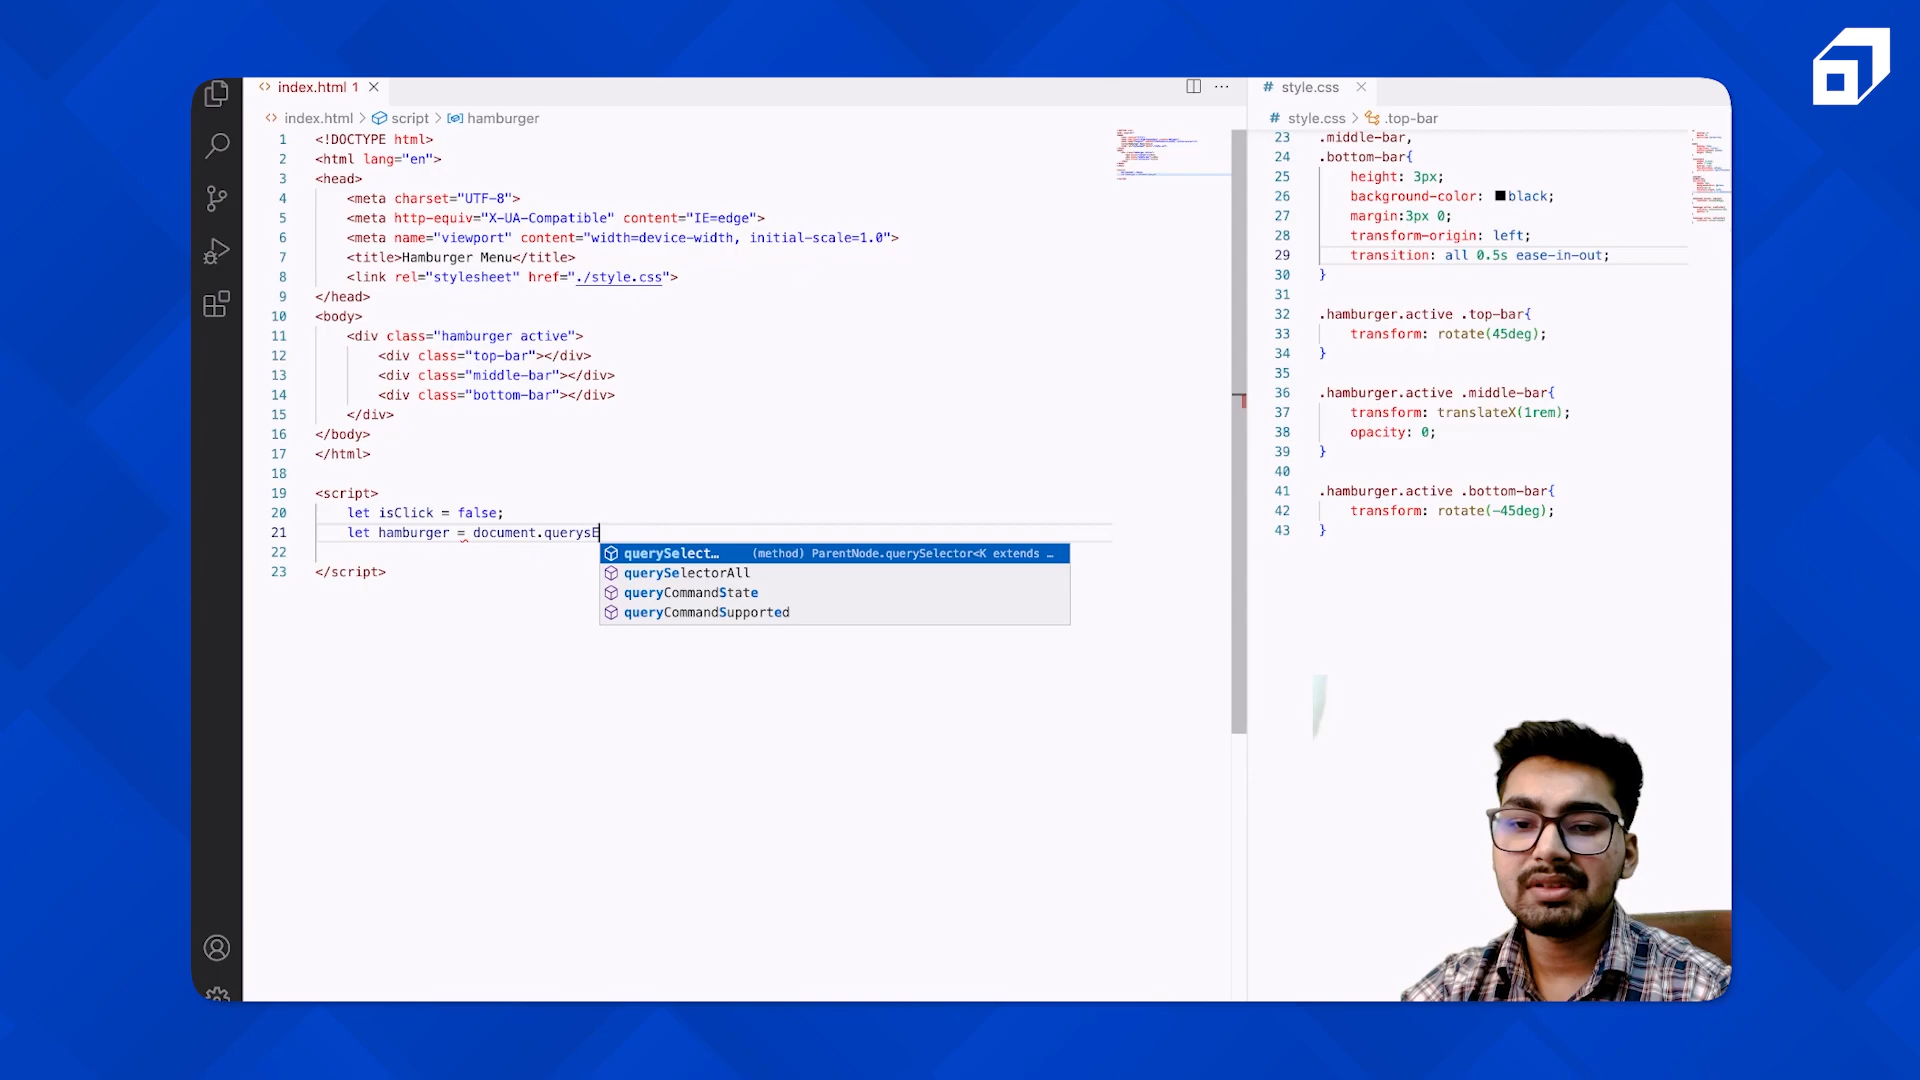 index.html 1
index.html > script > hamburger
1 <!DOCTYPE html>
2 <html lang="en">
3 <head>
4 <meta charset="UTF-8">
5 <meta http-equiv="X-UA-Compatible" content="IE=edge">
6 <meta name="viewport" content="width=device-width, initial-scale=1.0">
7 <title>Hamburger Menu</title>
8 <link rel="stylesheet" href="./style.css">
9 </head>
10 <body>
11 <div class="hamburger active">
12 <div class="top-bar"></div>
13 <div class="middle-bar"></div>
14 <div class="bottom-bar"></div>
15 </div>
16 </body>
17 </html>
18
19 <script>
20 let isClick = false;
21 let hamburger = document.querysE
22
23 </script>
querySelect… (method) ParentNode.querySelector<K extends …
querySelectorAll
queryCommandState
queryCommandSupported
# style.css
# style.css > .top-bar
23 .middle-bar,
24 .bottom-bar{
25 height: 3px;
26 background-color: black;
27 margin:3px 0;
28 transform-origin: left;
29 transition: all 0.5s ease-in-out;
30 }
31
32 .hamburger.active .top-bar{
33 transform: rotate(45deg);
34 }
35
36 .hamburger.active .middle-bar{
37 transform: translateX(1rem);
38 opacity: 0;
39 }
40
41 .hamburger.active .bottom-bar{
42 transform: rotate(-45deg);
43 }